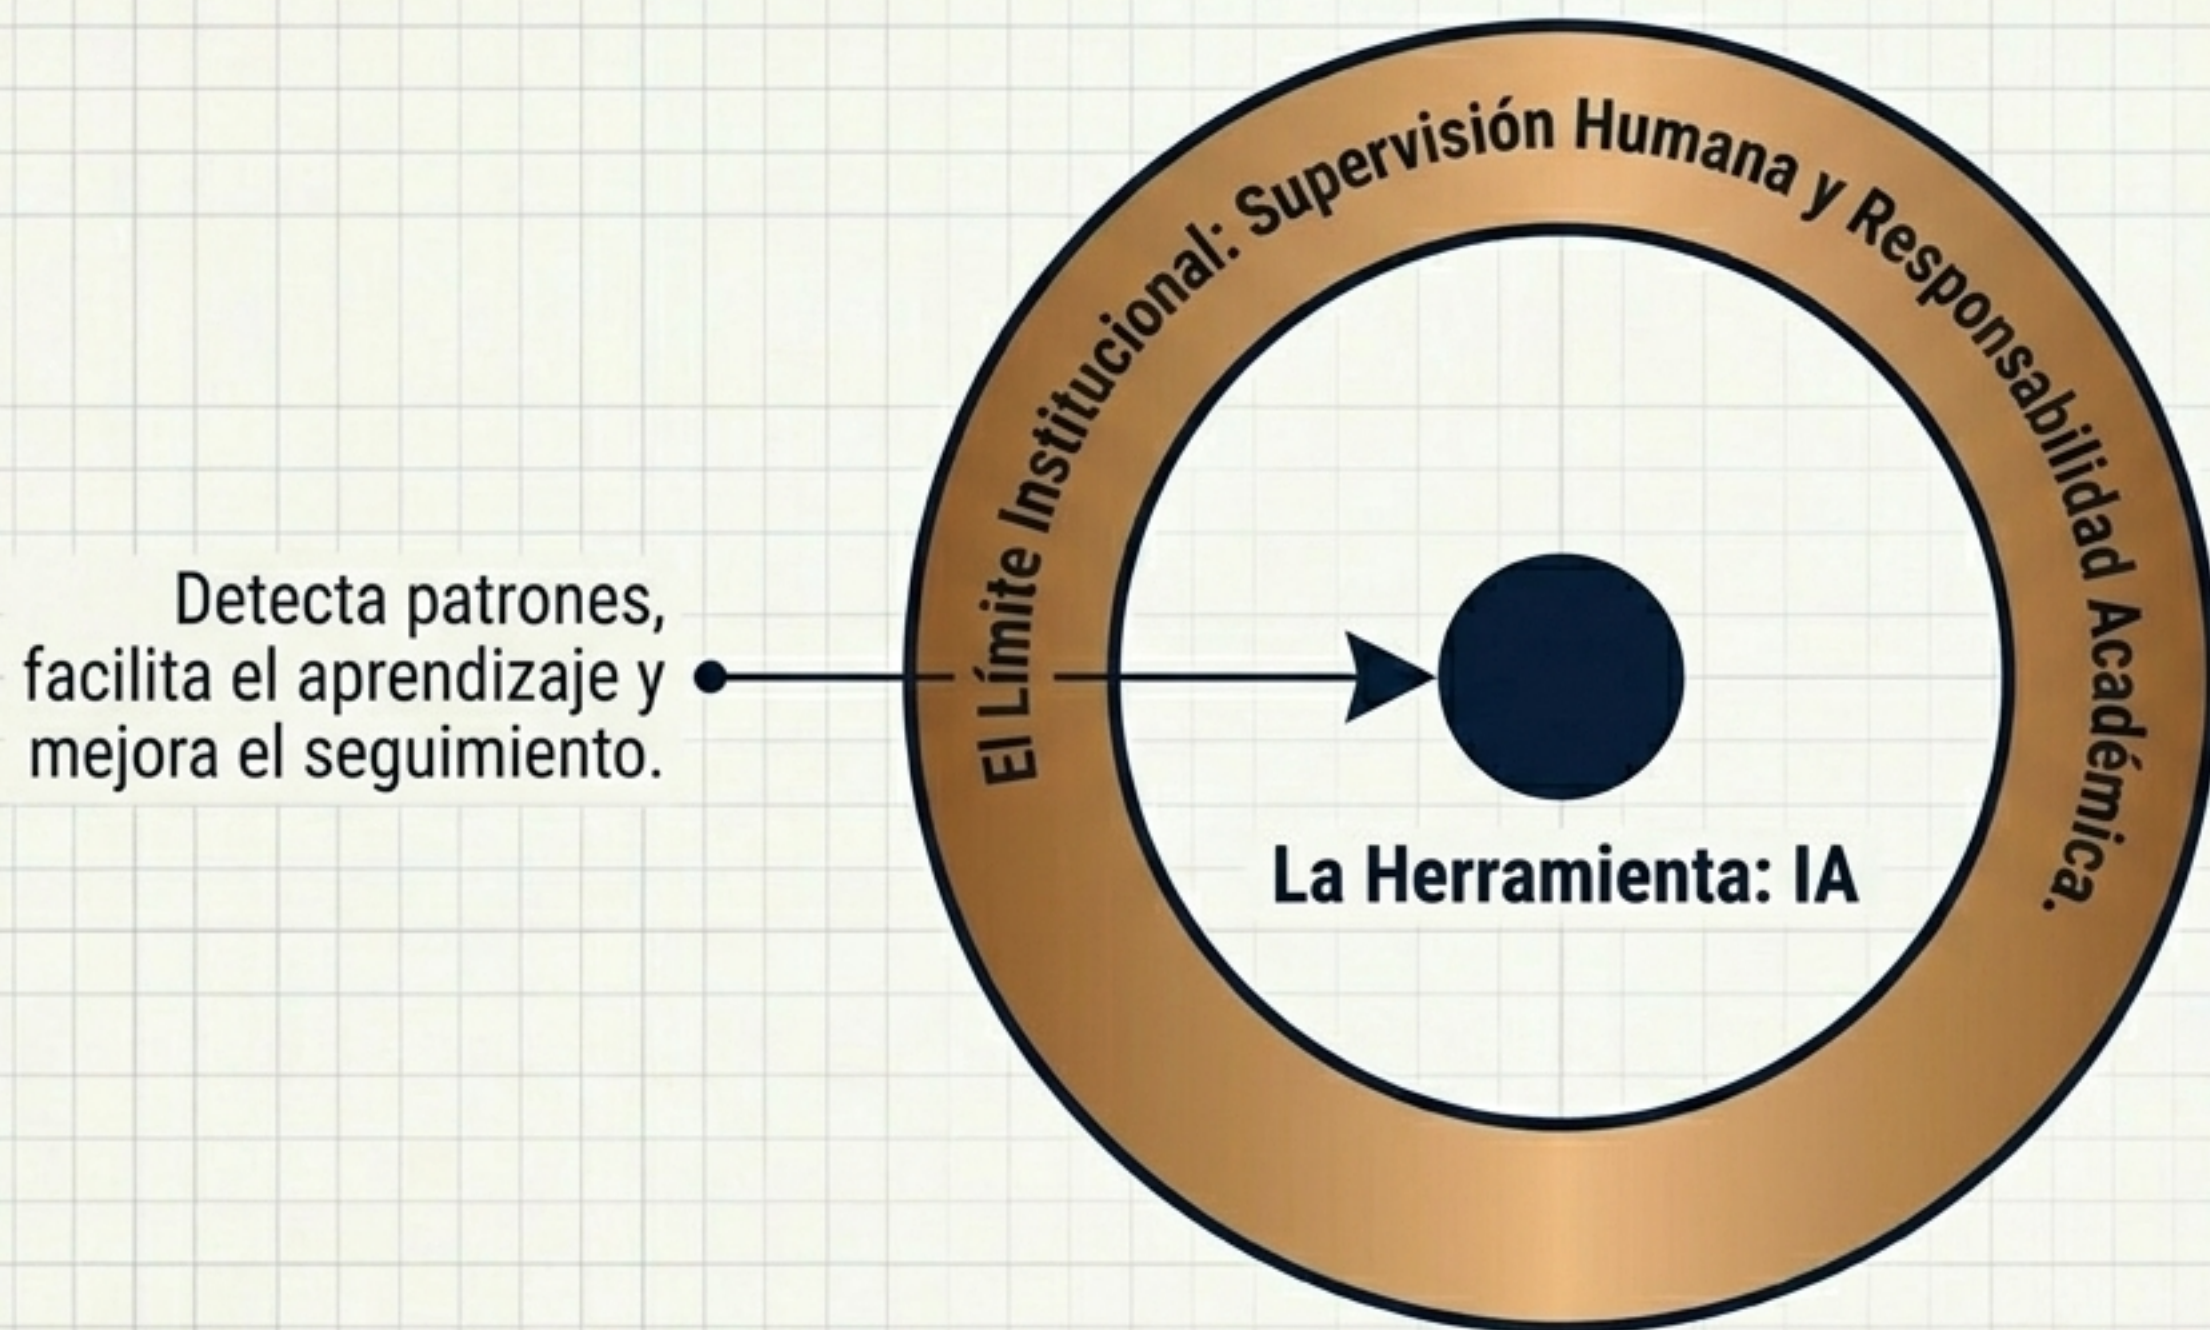 El Límite Institucional: Supervisión Humana y Responsabilidad Académica.
Detecta patrones,
facilita el aprendizaje y
mejora el seguimiento.
La Herramienta: IA